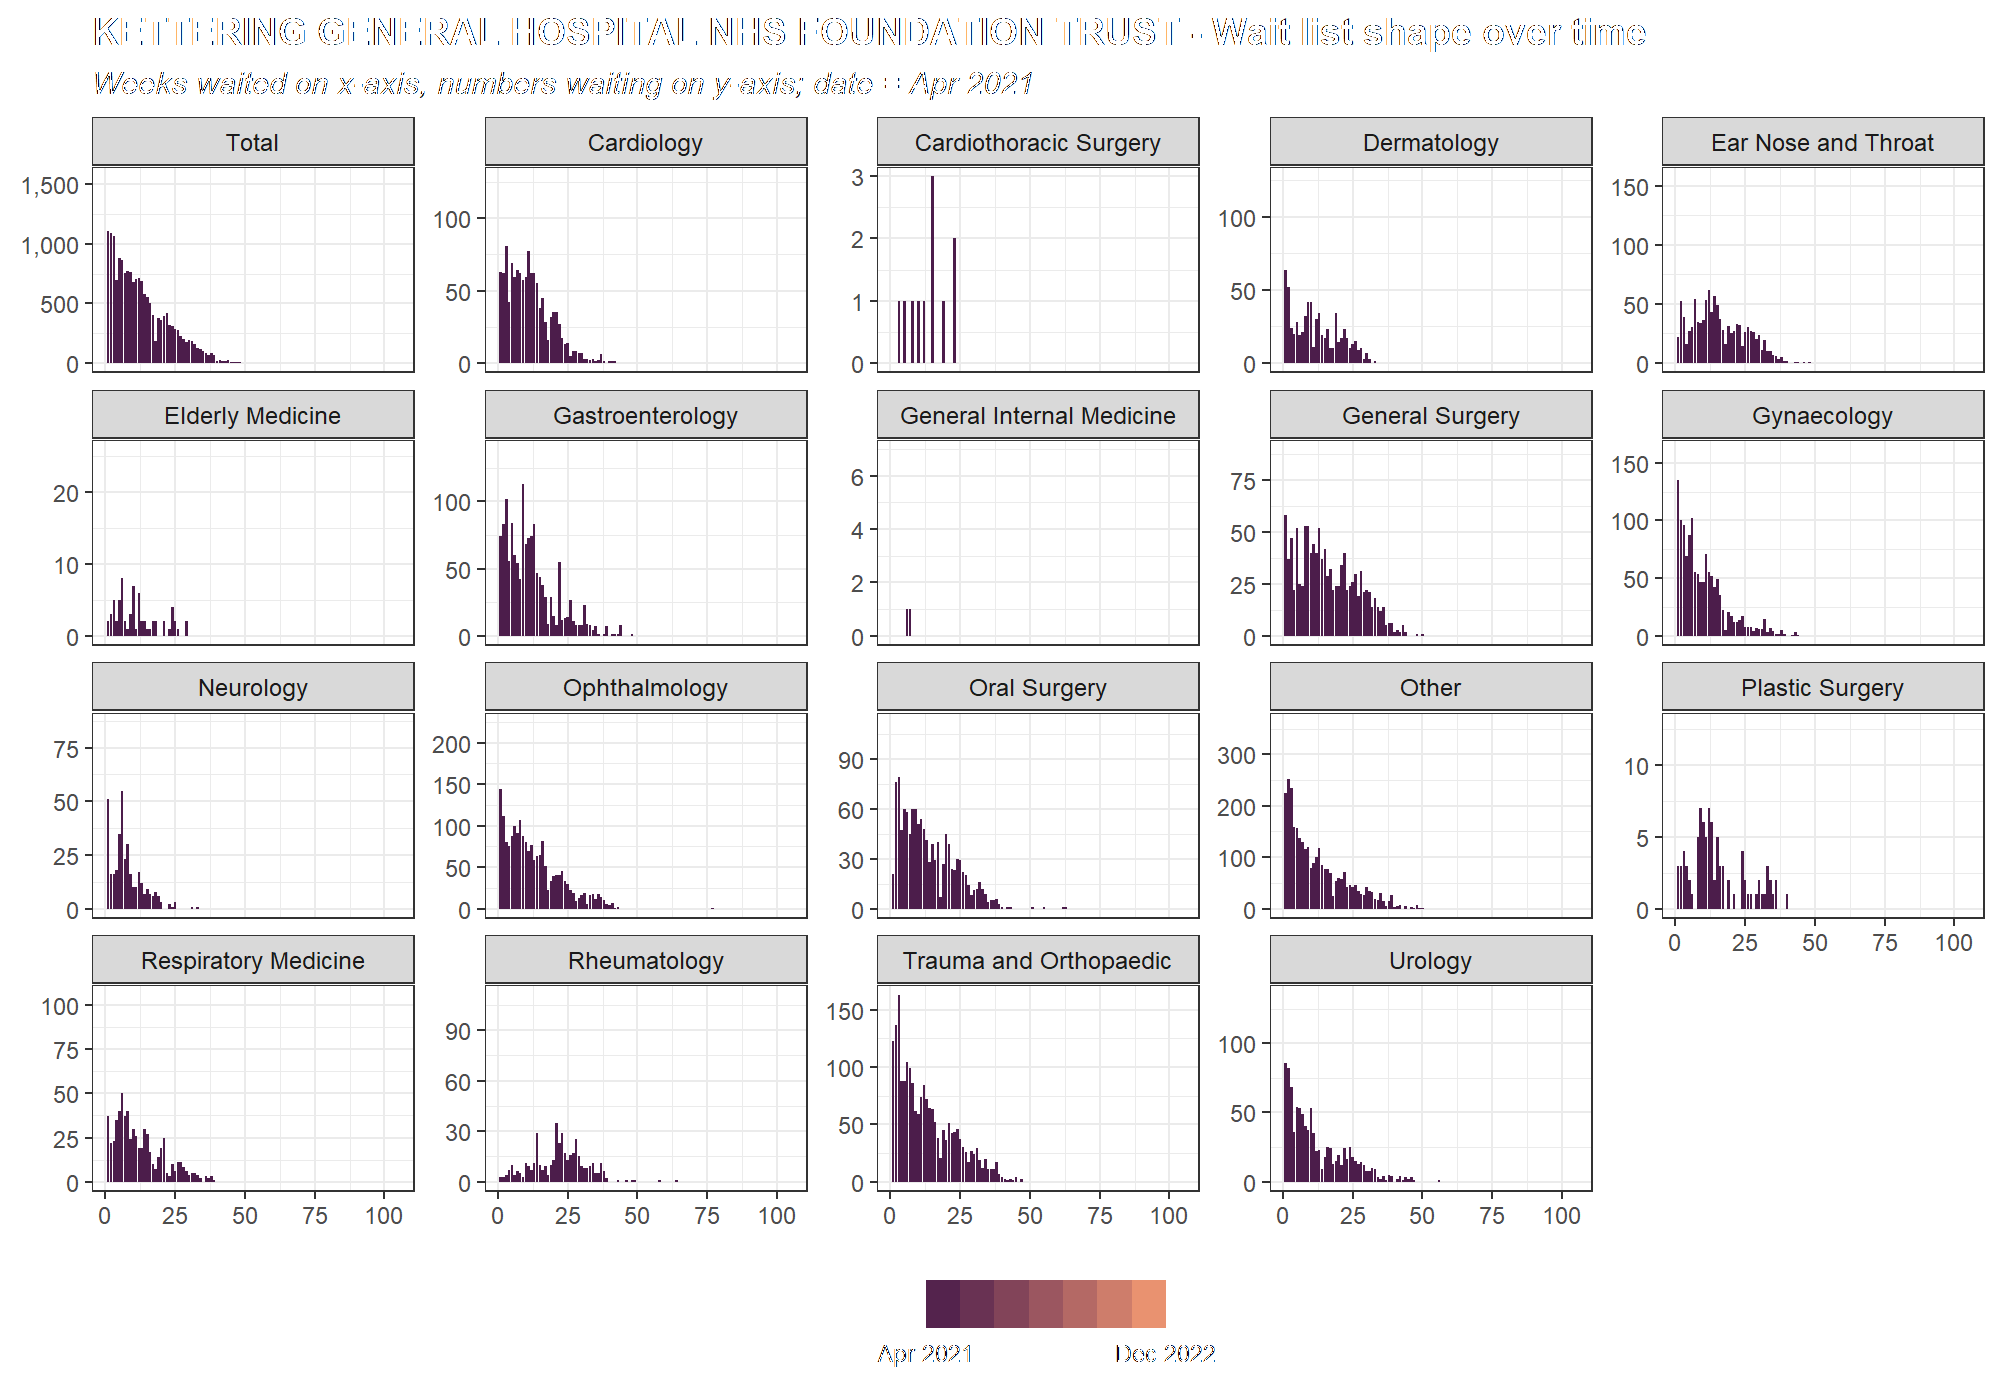 KETTERING GENERAL HOSPITAL NHS FOUNDATION TRUST - Wait list shape over time
Weeks waited on x-axis, numbers waiting on y-axis; date = Apr 2021
Total
Cardiology
Cardiothoracic Surgery
Dermatology
Ear Nose and Throat
1,500
1,000
500
0
100
50
0
3
2
1
0
100
50
0
150
100
50
0
Elderly Medicine
Gastroenterology
General Internal Medicine
General Surgery
Gynaecology
20
10
0
100
50
0
6
4
2
0
75
50
25
0
150
100
50
0
Neurology
Ophthalmology
Oral Surgery
Other
Plastic Surgery
75
50
25
0
200
150
100
50
0
90
60
30
0
300
200
100
0
10
5
0
0 25 50 75 100
Respiratory Medicine
Rheumatology
Trauma and Orthopaedic
Urology
100
75
50
25
0
90
60
30
0
150
100
50
0
100
50
0
0 25 50 75 100
0 25 50 75 100
0 25 50 75 100
0 25 50 75 100
Apr 2021
Dec 2022